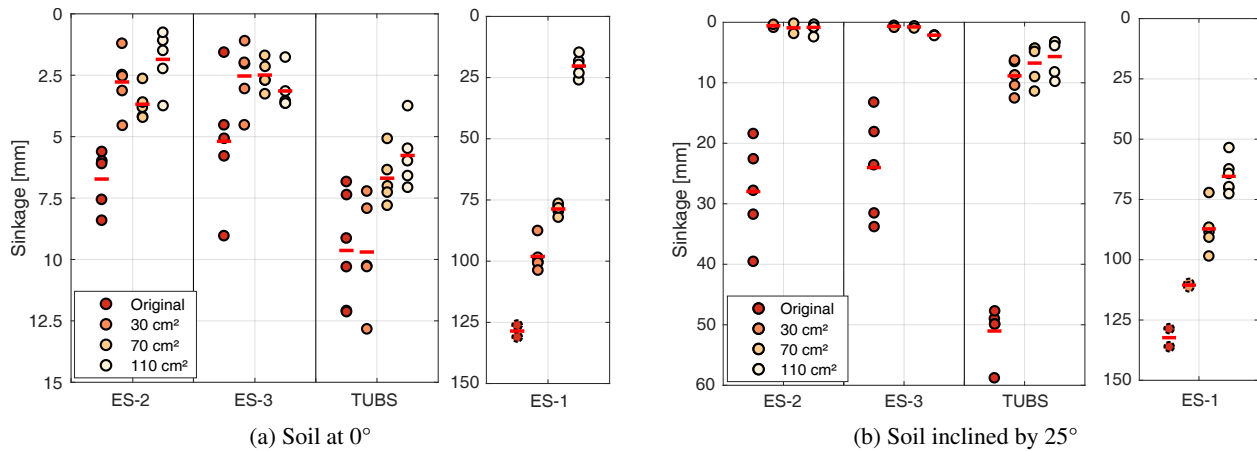 0
2.5
5
7.5
10
12.5
15
Sinkage [mm]
Original
30 cm²
70 cm²
110 cm²
ES-2
ES-3
TUBS
0
25
50
75
100
125
150
ES-1
(a) Soil at 0°
0
10
20
30
40
50
60
Sinkage [mm]
Original
30 cm²
70 cm²
110 cm²
ES-2
ES-3
TUBS
0
25
50
75
100
125
150
ES-1
(b) Soil inclined by 25°